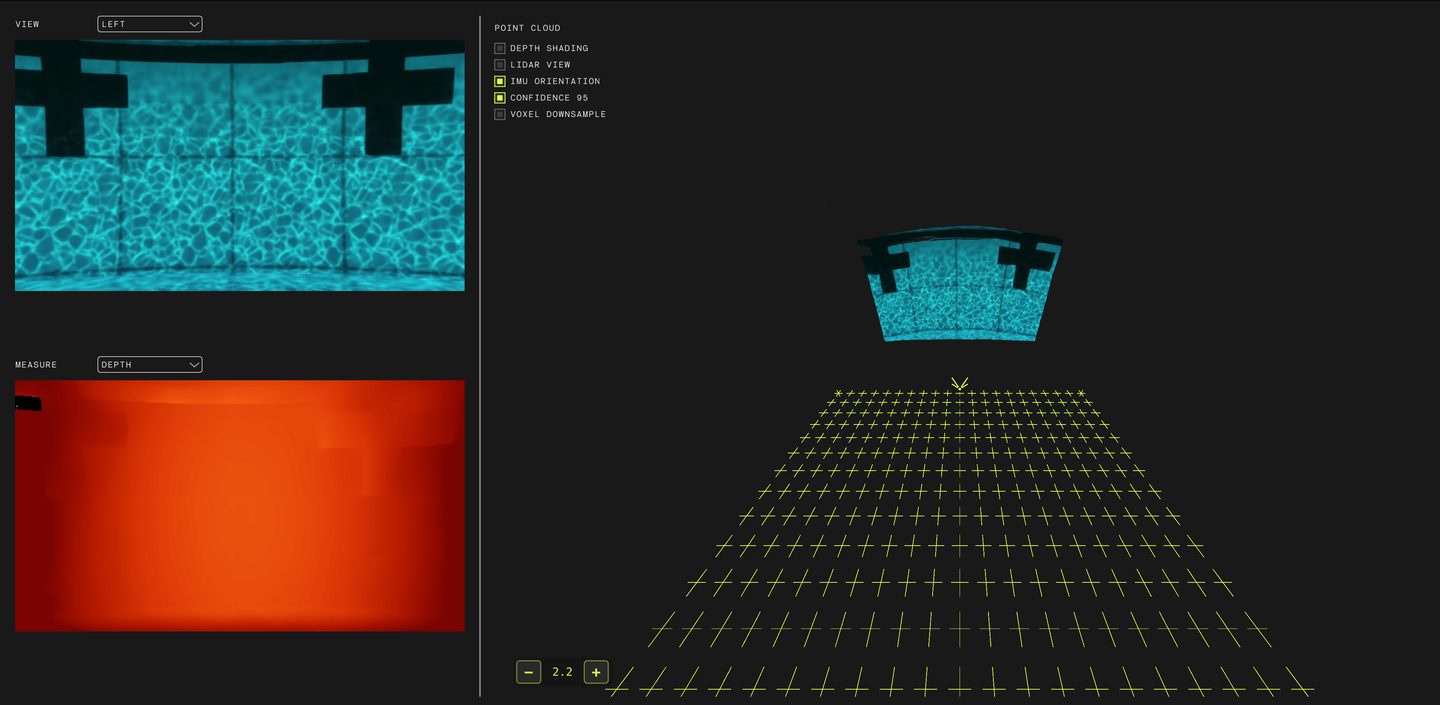 VIEW
LEFT
POINT CLOUD
DEPTH SHADING
LIDAR VIEW
IMU ORIENTATION
CONFIDENCE 95
VOXEL DOWNSAMPLE
MEASURE
DEPTH
− 2.2 +